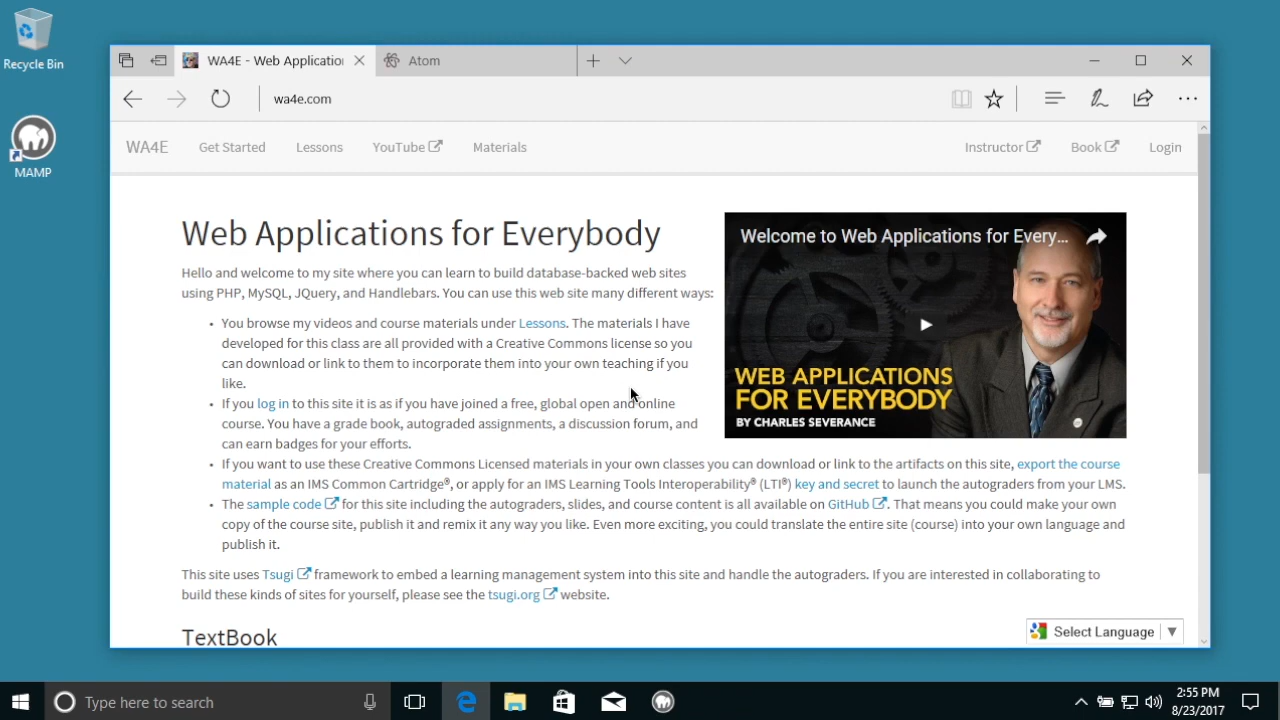 Recycle Bin
MAMP
WA4E - Web Application
Atom
wa4e.com
WA4E Get Started Lessons YouTube Materials Instructor Book Login
Web Applications for Everybody
Hello and welcome to my site where you can learn to build database-backed web sites
using PHP, MySQL, JQuery, and Handlebars. You can use this web site many different ways:
• You browse my videos and course materials under Lessons. The materials I have
developed for this class are all provided with a Creative Commons license so you
can download or link to them to incorporate them into your own teaching if you
like.
• If you log in to this site it is as if you have joined a free, global open and online
course. You have a grade book, autograded assignments, a discussion forum, and
can earn badges for your efforts.
• If you want to use these Creative Commons Licensed materials in your own classes you can download or link to the artifacts on this site, export the course
material as an IMS Common Cartridge®, or apply for an IMS Learning Tools Interoperability® (LTI®) key and secret to launch the autograders from your LMS.
• The sample code for this site including the autograders, slides, and course content is all available on GitHub. That means you could make your own
copy of the course site, publish it and remix it any way you like. Even more exciting, you could translate the entire site (course) into your own language and
publish it.
This site uses Tsugi framework to embed a learning management system into this site and handle the autograders. If you are interested in collaborating to
build these kinds of sites for yourself, please see the tsugi.org website.
TextBook
Welcome to Web Applications for Every...
WEB APPLICATIONS
FOR EVERYBODY
BY CHARLES SEVERANCE
Select Language
Type here to search
2:55 PM
8/23/2017